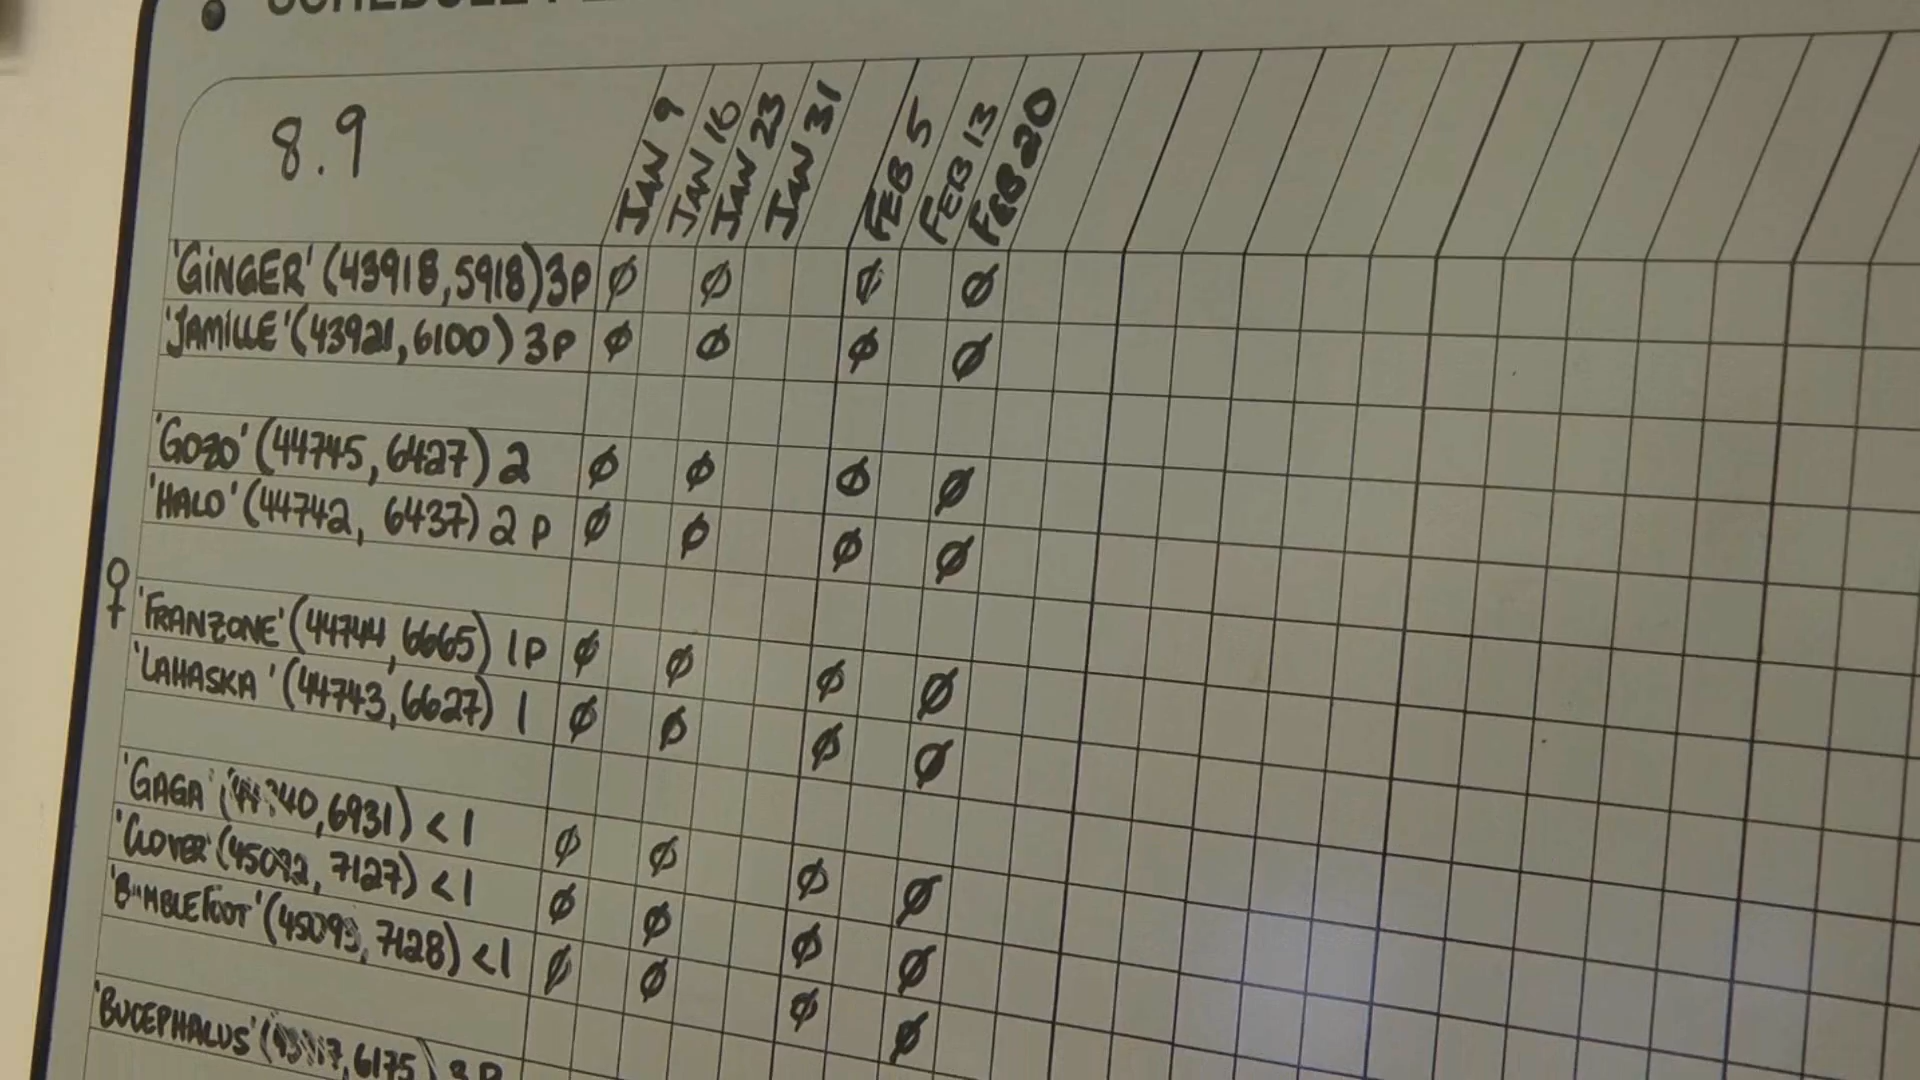 8.9
JAN 9 JAN 16 JAN 23 JAN 31 FEB 5 FEB 13 FEB 20
'GINGER' (43918, 5918) 3P Ø Ø Ø Ø
'JAMILLE' (43921, 6100) 3P Ø Ø Ø Ø
'GOZO' (44745, 6427) 2 Ø Ø Ø Ø
'HALO' (44742, 6437) 2 P Ø Ø Ø Ø
♀ 'FRANZONE' (44744, 6665) 1P Ø Ø Ø Ø
'LAHASKA' (44743, 6627) 1 Ø Ø Ø Ø
'GAGA' 6931) < 1 Ø Ø Ø Ø
'CLOVER' 7127) < 1 Ø Ø Ø Ø
'BUMBLEFOOT' 7128) < 1 Ø Ø Ø Ø
'BUCEPHALUS' 6175) 3P